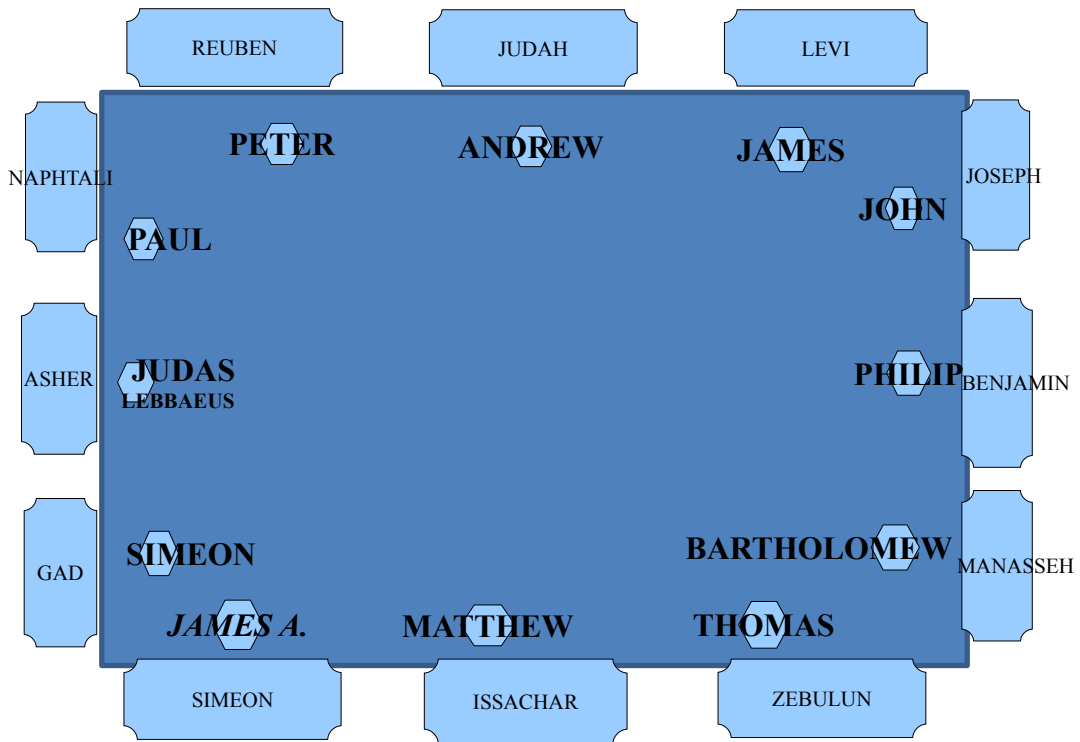 REUBEN
JUDAH
LEVI
NAPHTALI
PETER
ANDREW
JAMES
JOSEPH
JOHN
PAUL
ASHER
JUDAS
LEBBAEUS
PHILIP
BENJAMIN
GAD
SIMEON
BARTHOLOMEW
MANASSEH
JAMES A.
MATTHEW
THOMAS
SIMEON
ISSACHAR
ZEBULUN